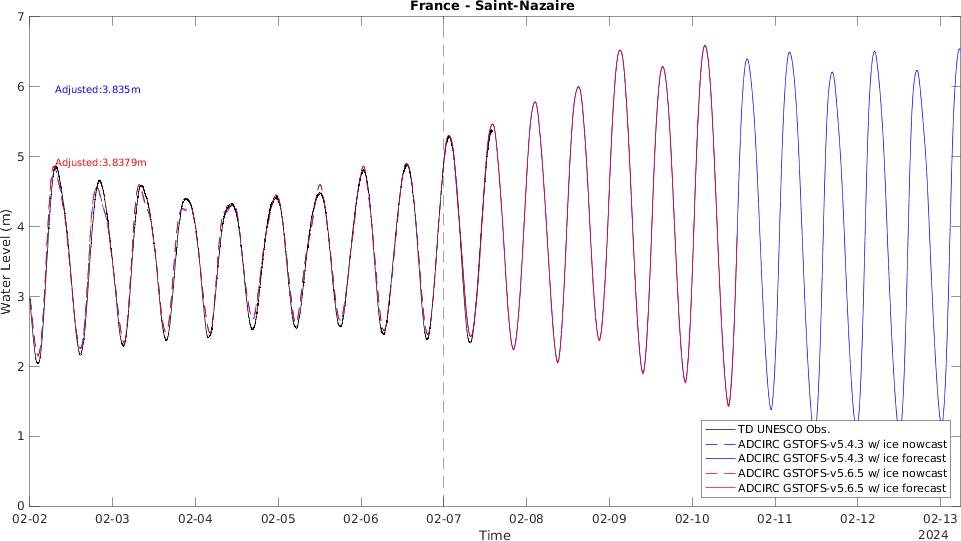 France - Saint-Nazaire
7
6
5
4
3
2
1
0
Water Level (m)
Adjusted:3.835m
Adjusted:3.8379m
TD UNESCO Obs.
ADCIRC GSTOFS-v5.4.3 w/ ice nowcast
ADCIRC GSTOFS-v5.4.3 w/ ice forecast
ADCIRC GSTOFS-v5.6.5 w/ ice nowcast
ADCIRC GSTOFS-v5.6.5 w/ ice forecast
02-02 02-03 02-04 02-05 02-06 02-07 02-08 02-09 02-10 02-11 02-12 02-13
Time
2024